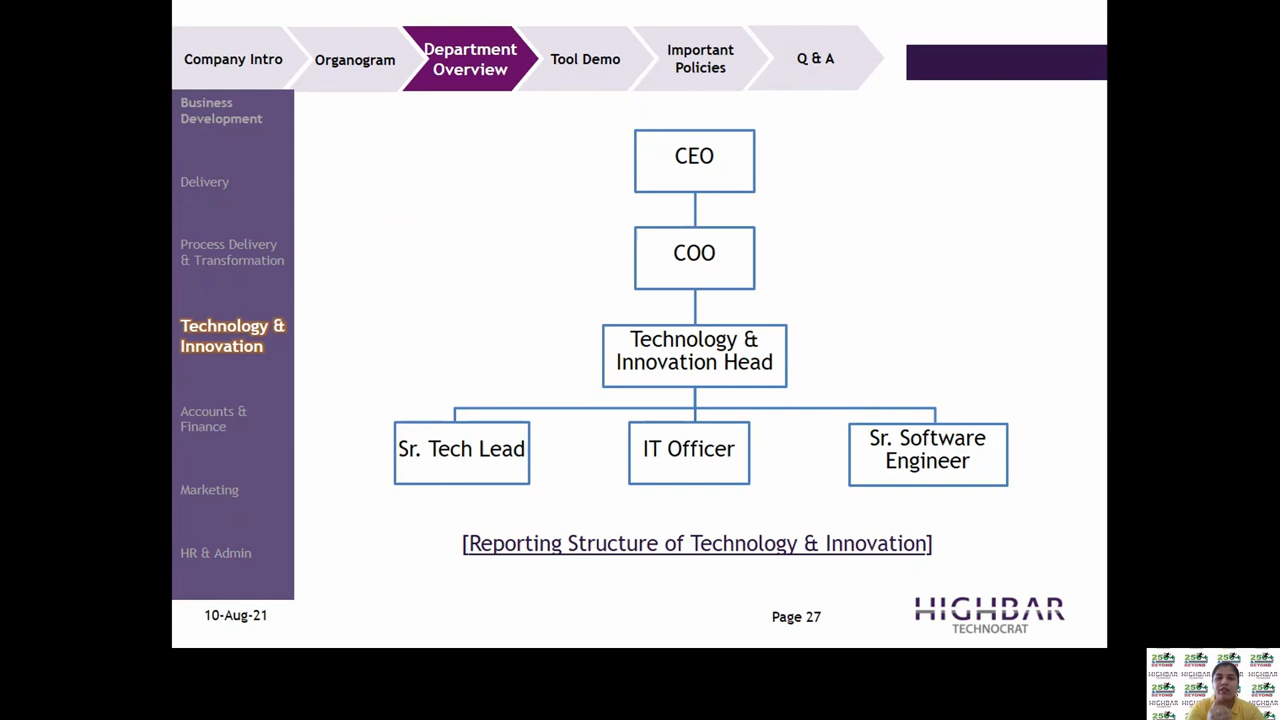 Company Intro
Organogram
Department
Overview
Tool Demo
Important
Policies
Q & A
Business
Development
Delivery
Process Delivery
& Transformation
Technology &
Innovation
Accounts &
Finance
Marketing
HR & Admin
CEO
COO
Technology &
Innovation Head
Sr. Tech Lead
IT Officer
Sr. Software
Engineer
[Reporting Structure of Technology & Innovation]
10-Aug-21
Page 27
HIGHBAR
TECHNOCRAT